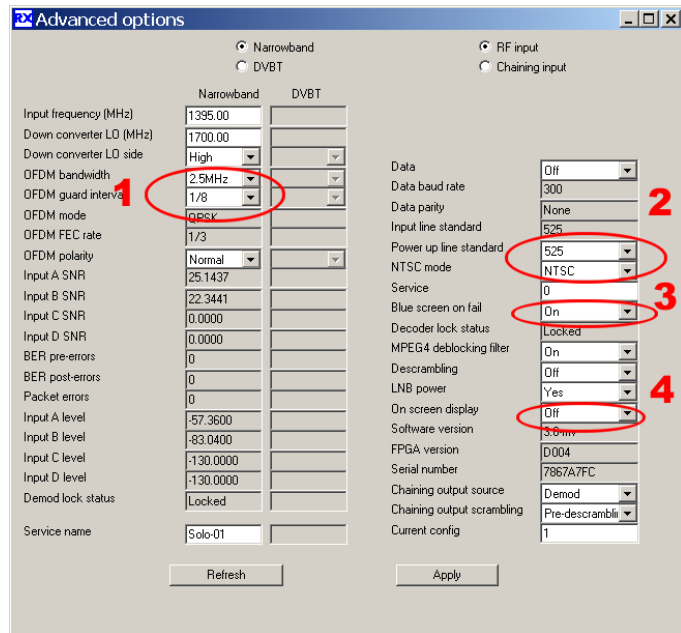 RX Advanced options
Narrowband
DVBT
RF input
Chaining input
Narrowband DVBT
Input frequency (MHz) 1395.00
Down converter LO (MHz) 1700.00
Down converter LO side High
OFDM bandwidth 2.5MHz
OFDM guard interval 1/8
1
OFDM mode QPSK
OFDM FEC rate 1/3
OFDM polarity Normal
Input A SNR 25.1437
Input B SNR 22.3441
Input C SNR 0.0000
Input D SNR 0.0000
BER pre-errors 0
BER post-errors 0
Packet errors 0
Input A level -57.3600
Input B level -83.0400
Input C level -130.0000
Input D level -130.0000
Demod lock status Locked
Service name Solo-01
Refresh
Data Off
Data baud rate 300
Data parity None
2
Input line standard 525
Power up line standard 525
NTSC mode NTSC
Service 0
3
Blue screen on fail On
Decoder lock status Locked
MPEG4 deblocking filter On
Descrambling Off
LNB power Yes
4
On screen display Off
Software version
FPGA version D004
Serial number 7867A7FC
Chaining output source Demod
Chaining output scrambling Pre-descramblin
Current config 1
Apply